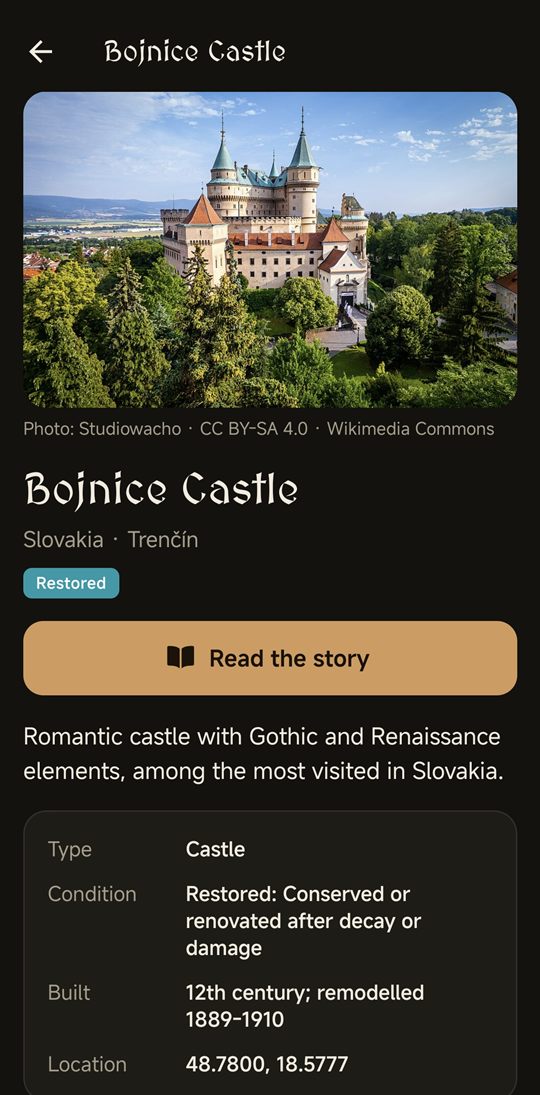 Bojnice Castle
Photo: Studiowacho · CC BY-SA 4.0 · Wikimedia Commons
Bojnice Castle
Slovakia · Trenčín
Restored
Read the story
Romantic castle with Gothic and Renaissance
elements, among the most visited in Slovakia.
Type Castle
Condition Restored: Conserved or
renovated after decay or
damage
Built 12th century; remodelled
1889–1910
Location 48.7800, 18.5777